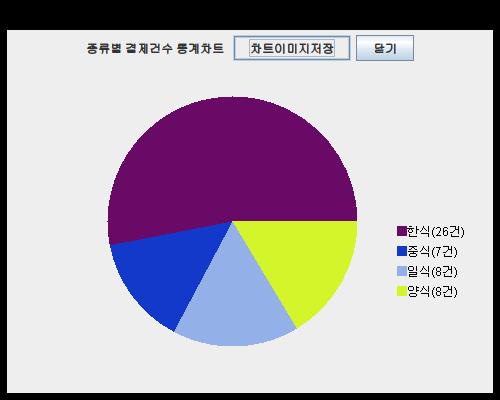 종류별 결제건수 통계차트 차트이미지저장 닫기
한식(26건)
중식(7건)
일식(8건)
양식(8건)